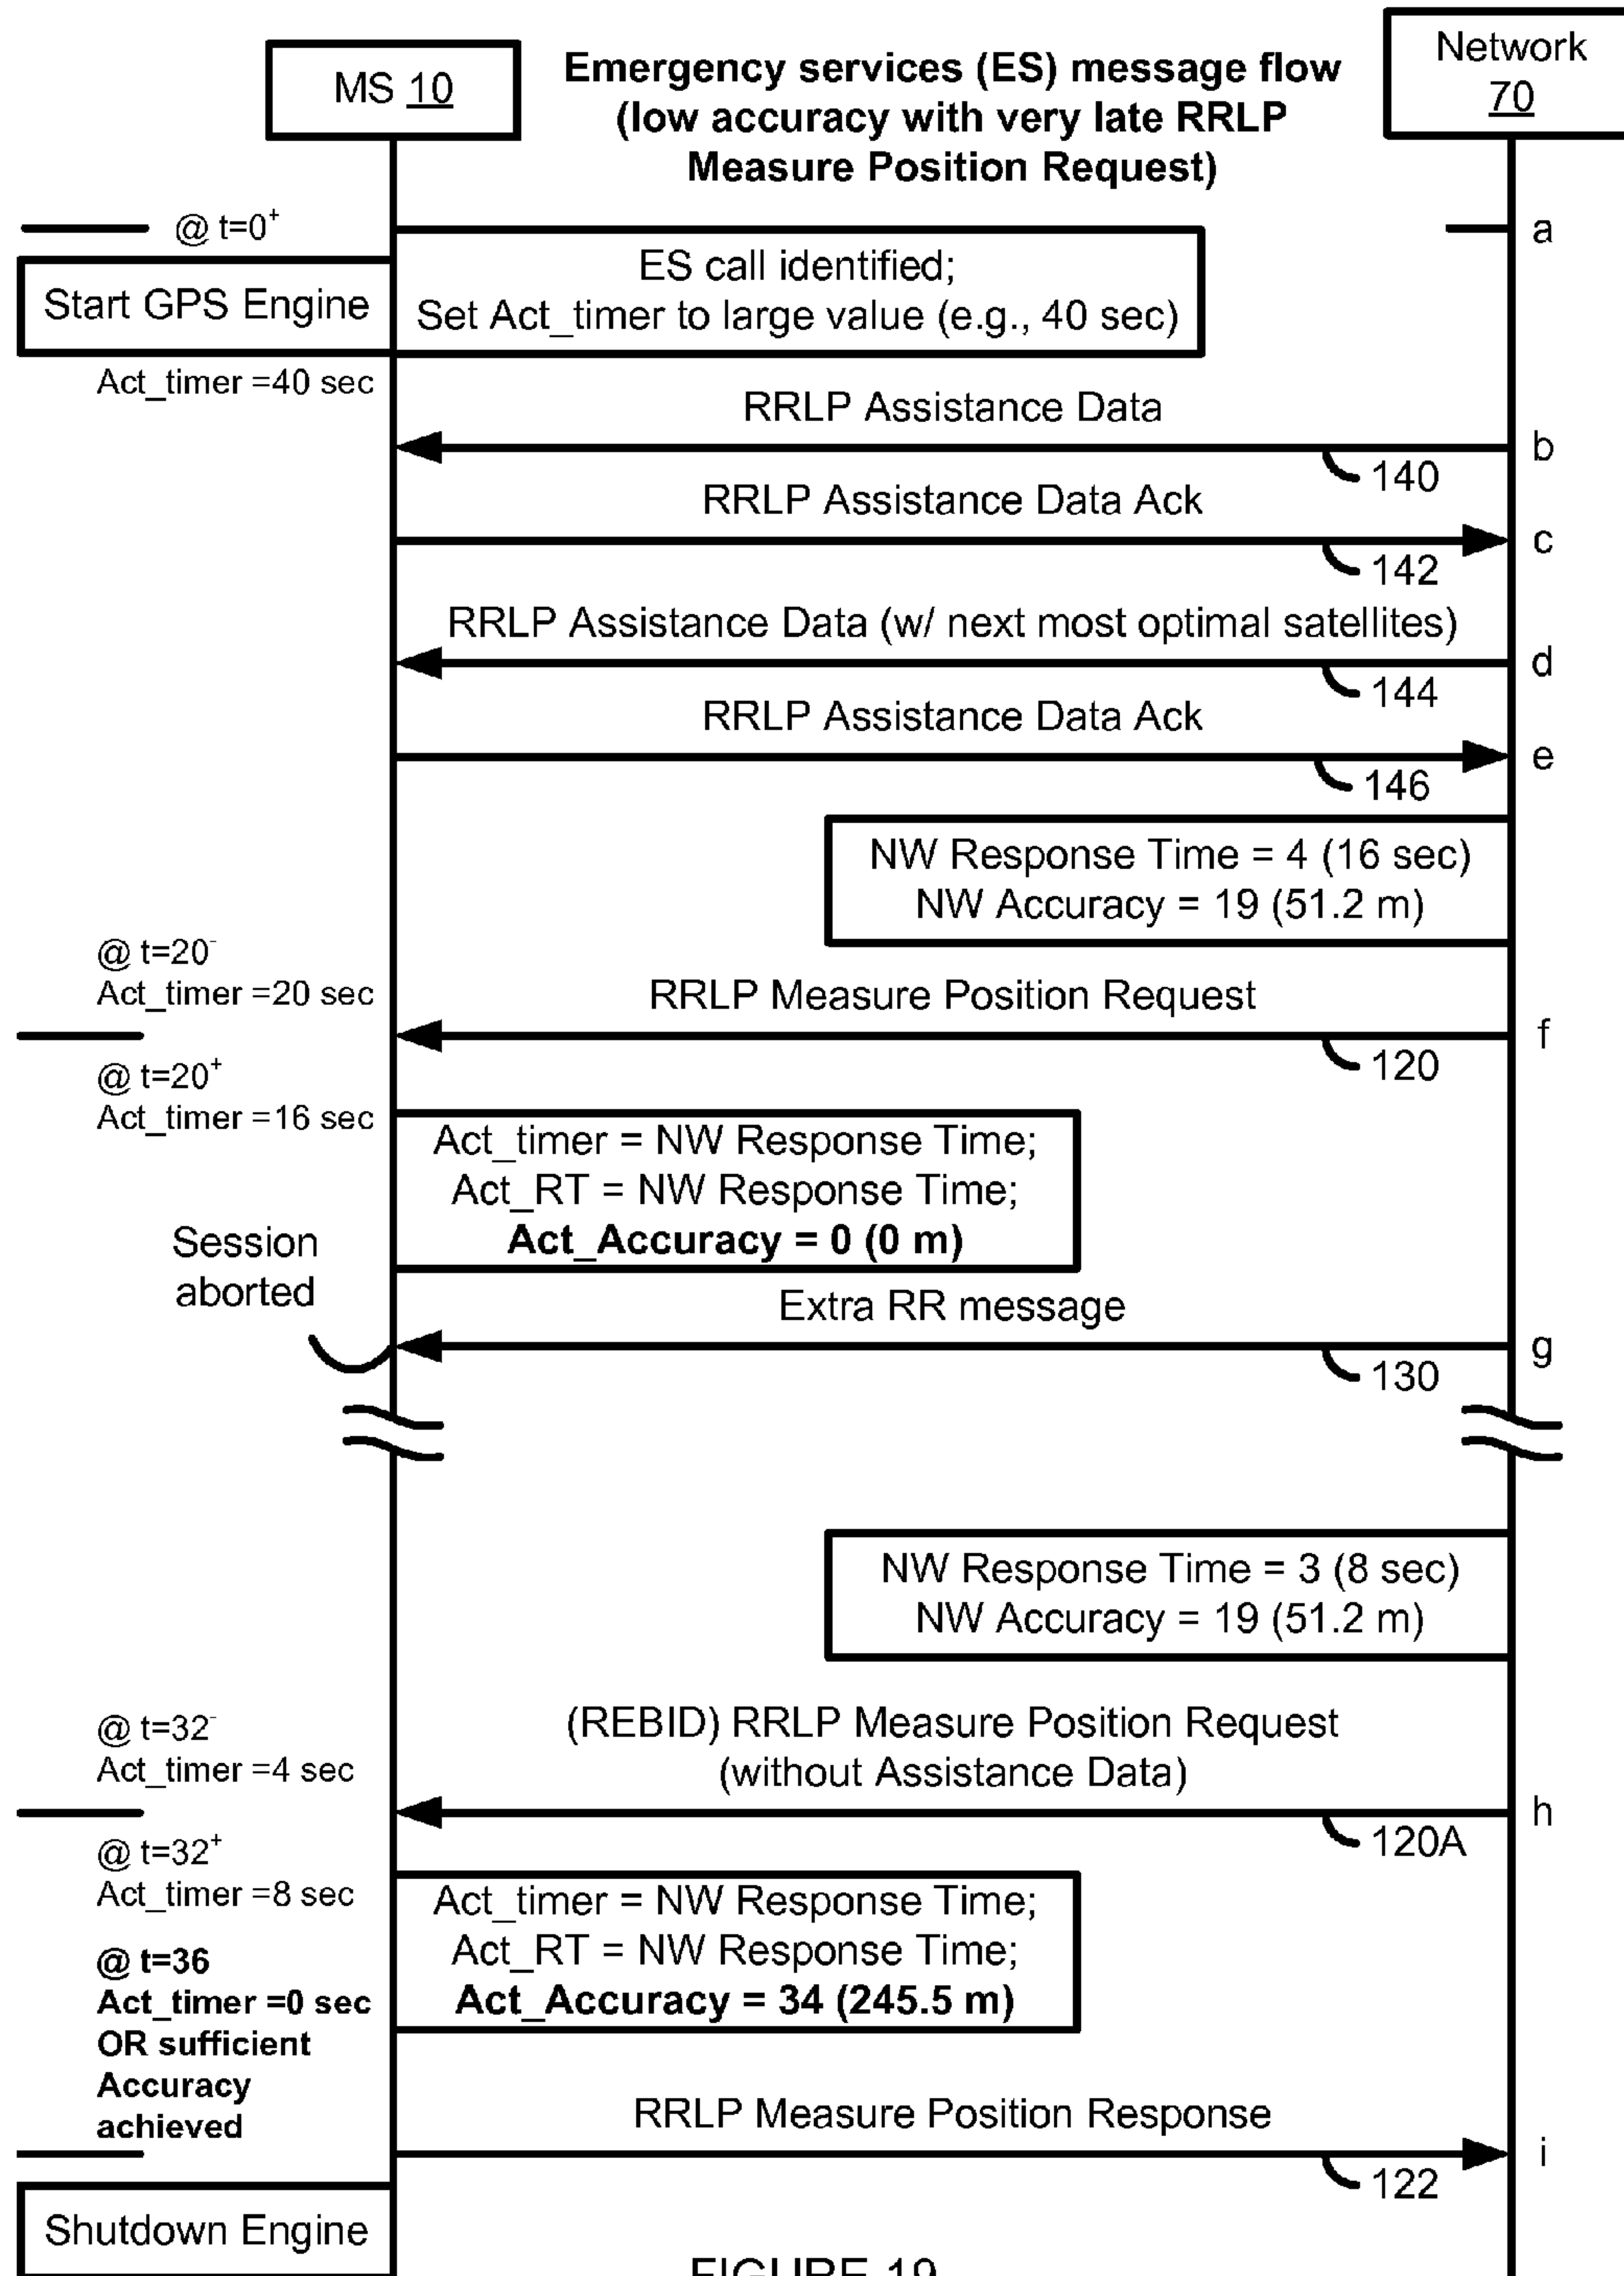 MS 10
Emergency services (ES) message flow
(low accuracy with very late RRLP
Measure Position Request)
Network
70
@ t=0+
a
Start GPS Engine
ES call identified;
Set Act_timer to large value (e.g., 40 sec)
Act_timer =40 sec
RRLP Assistance Data
b
140
RRLP Assistance Data Ack
c
142
RRLP Assistance Data (w/ next most optimal satellites)
d
144
RRLP Assistance Data Ack
e
146
NW Response Time = 4 (16 sec)
NW Accuracy = 19 (51.2 m)
@ t=20-
Act_timer =20 sec
RRLP Measure Position Request
f
120
@ t=20+
Act_timer =16 sec
Act_timer = NW Response Time;
Act_RT = NW Response Time;
Act_Accuracy = 0 (0 m)
Session
aborted
Extra RR message
g
130
NW Response Time = 3 (8 sec)
NW Accuracy = 19 (51.2 m)
@ t=32-
Act_timer =4 sec
(REBID) RRLP Measure Position Request
(without Assistance Data)
h
120A
@ t=32+
Act_timer =8 sec
Act_timer = NW Response Time;
Act_RT = NW Response Time;
Act_Accuracy = 34 (245.5 m)
@ t=36
Act_timer =0 sec
OR sufficient
Accuracy
achieved
RRLP Measure Position Response
i
122
Shutdown Engine
FIGURE 19